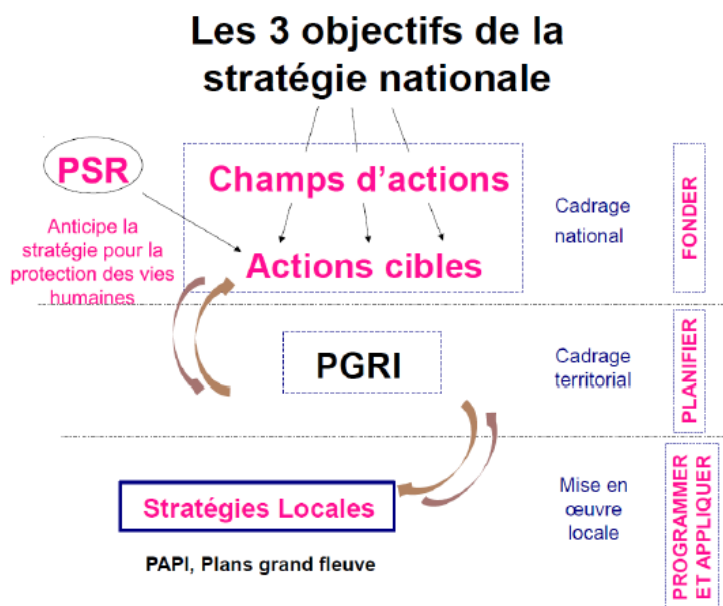 Les 3 objectifs de la
stratégie nationale
PSR
Anticipe la
stratégie pour la
protection des vies
humaines
Champs d'actions
Actions cibles
Cadrage
national
FONDER
PGRI
Cadrage
territorial
PLANIFIER
Stratégies Locales
PAPI, Plans grand fleuve
Mise en
œuvre
locale
PROGRAMMER
ET APPLIQUER